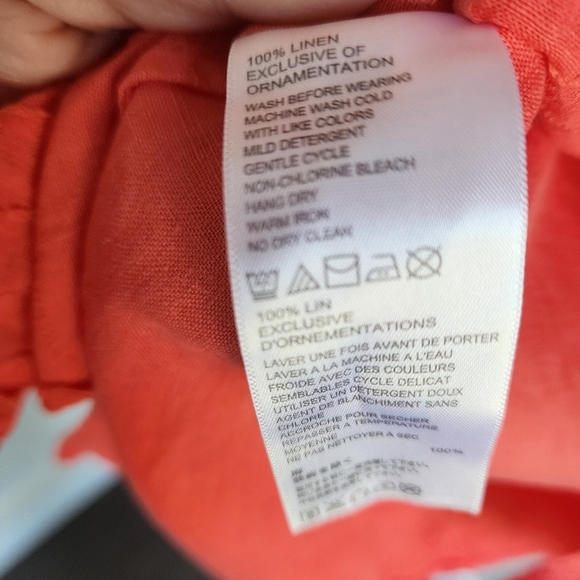 100% LINEN
EXCLUSIVE OF
ORNAMENTATION
WASH BEFORE WEARING
MACHINE WASH COLD
WITH LIKE COLORS
MILD DETERGENT
GENTLE CYCLE
NON-CHLORINE BLEACH
HANG DRY
WARM IRON
NO DRY CLEAN
100% LIN
EXCLUSIVE
D'ORNEMENTATIONS
LAVER UNE FOIS AVANT DE PORTER
LAVER A LA MACHINE A L'EAU
FROIDE AVEC DES COULEURS
SEMBLABLES CYCLE DELICAT
UTILISER UN DETERGENT DOUX
AGENT DE BLANCHIMENT SANS
CHLORE
ACCROCHE POUR SECHER
REPASSER A TEMPERATURE
MOYENNE
NE PAS NETTOYER A SEC
100%